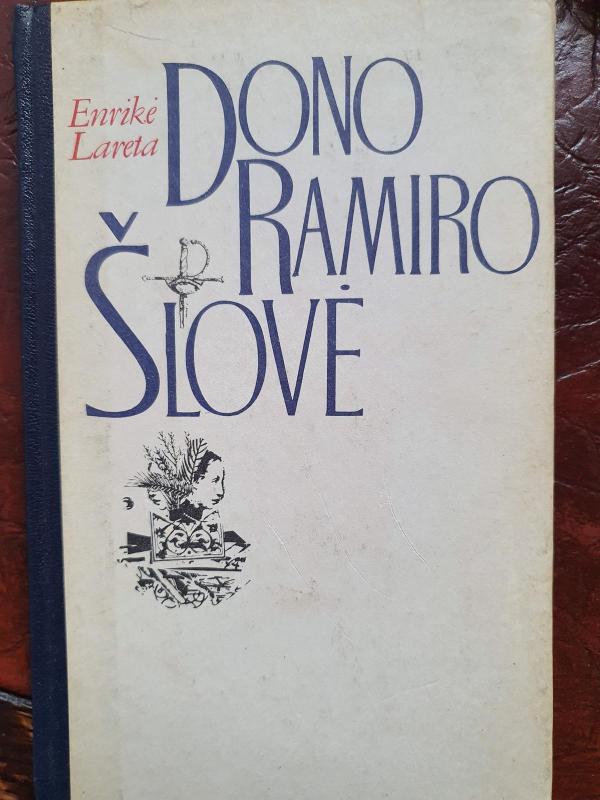 Enrikė
Lareta
DONO
RAMIRO
ŠLOVĖ